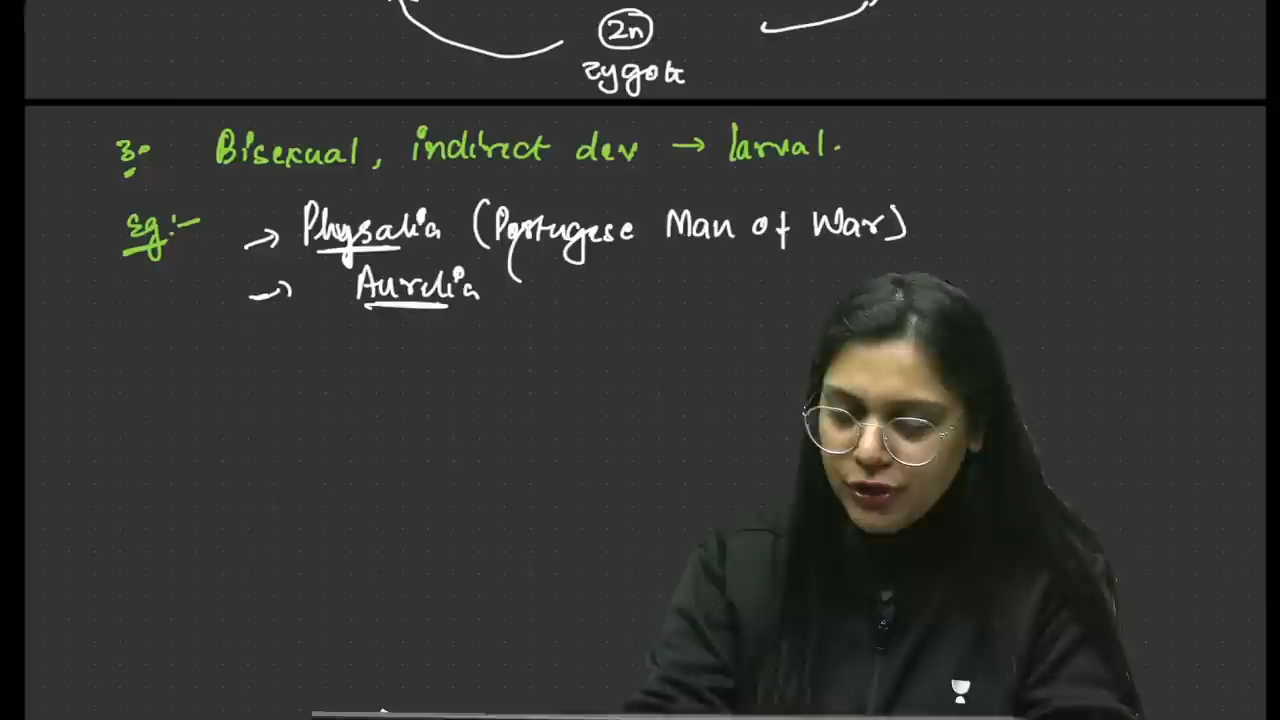 2n
zygote
3. Bisexual, indirect dev → larval.
Eg:- → Physalia (Portugese Man of War)
→ Aurelia